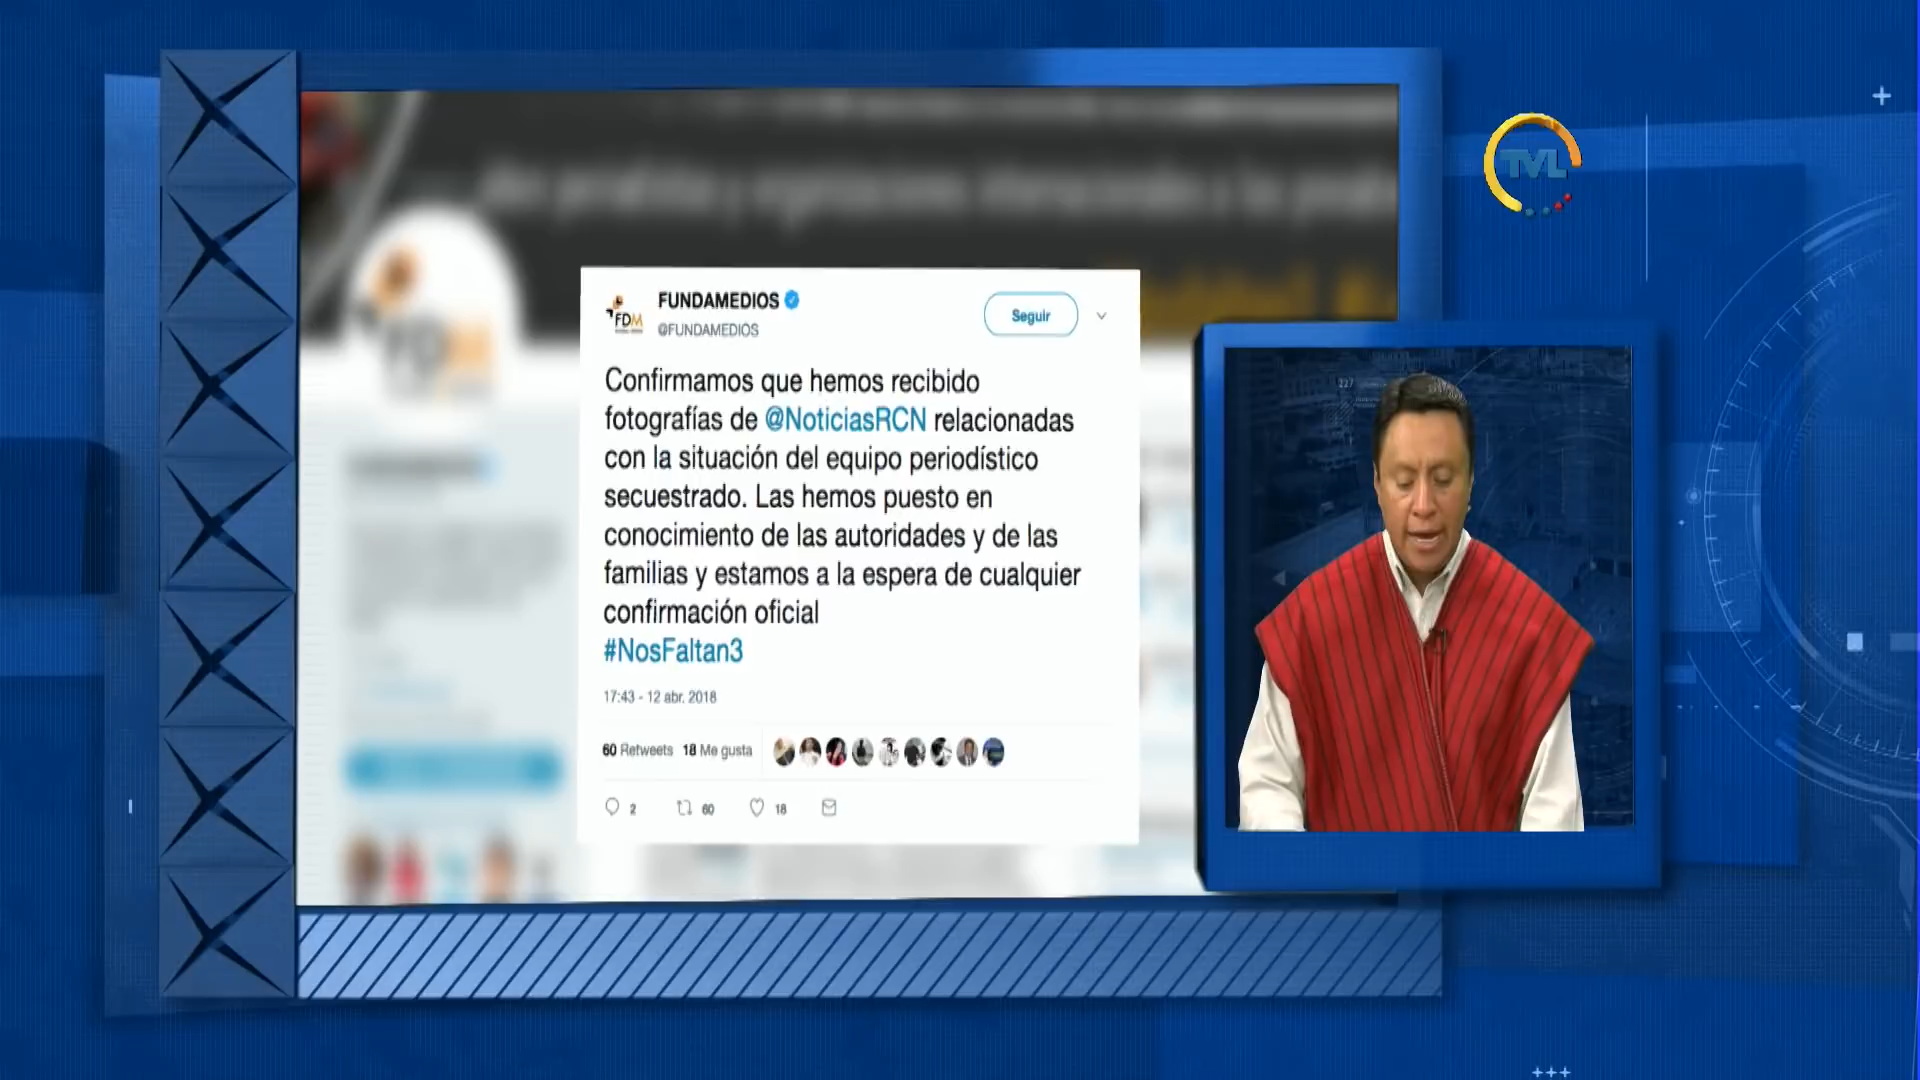 TVL
FUNDAMEDIOS
@FUNDAMEDIOS
FDM
Seguir
Confirmamos que hemos recibido
fotografías de @NoticiasRCN relacionadas
con la situación del equipo periodístico
secuestrado. Las hemos puesto en
conocimiento de las autoridades y de las
familias y estamos a la espera de cualquier
confirmación oficial
#NosFaltan3
17:43 - 12 abr. 2018
60 Retweets 18 Me gusta
2 60 18
227